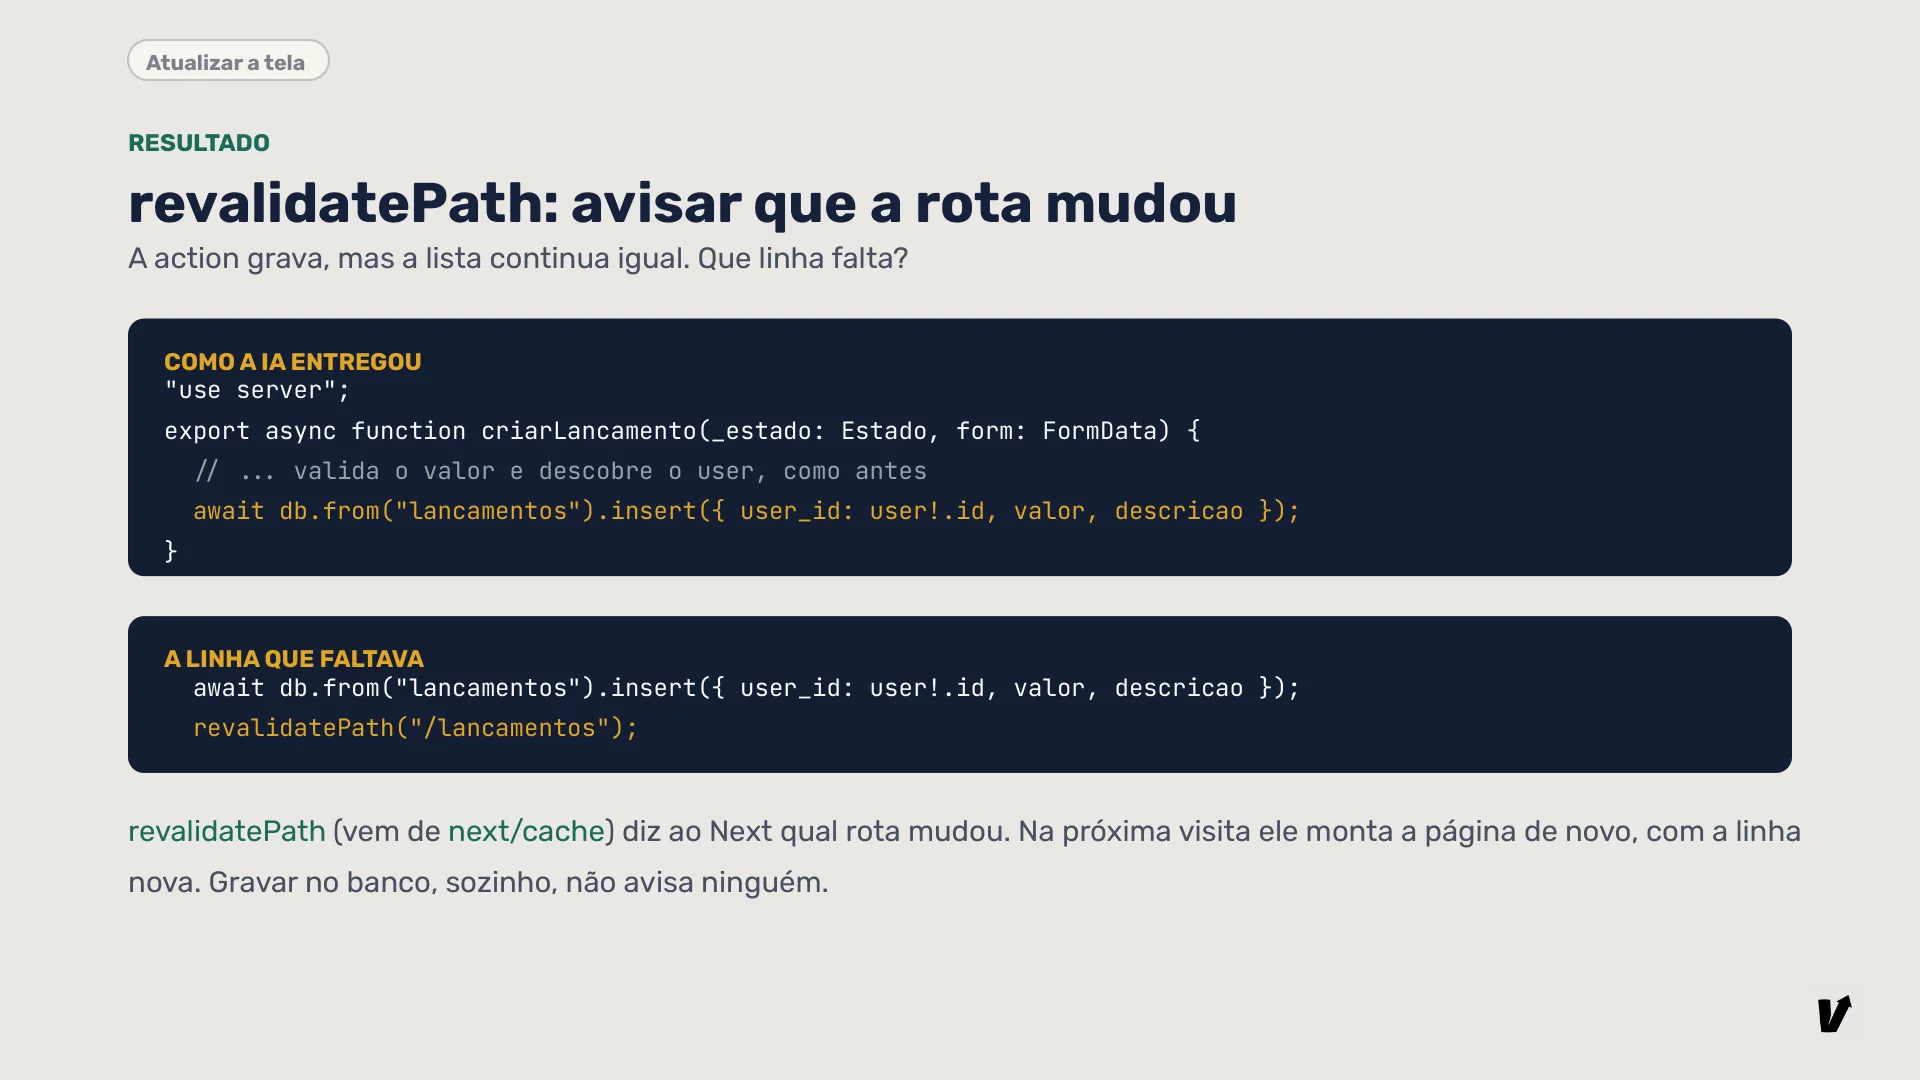 Atualizar a tela
RESULTADO
revalidatePath: avisar que a rota mudou
A action grava, mas a lista continua igual. Que linha falta?
COMO A IA ENTREGOU
"use server";
export async function criarLancamento(_estado: Estado, form: FormData) {
  // ... valida o valor e descobre o user, como antes
  await db.from("lancamentos").insert({ user_id: user!.id, valor, descricao });
}
A LINHA QUE FALTAVA
  await db.from("lancamentos").insert({ user_id: user!.id, valor, descricao });
  revalidatePath("/lancamentos");
revalidatePath (vem de next/cache) diz ao Next qual rota mudou. Na próxima visita ele monta a página de novo, com a linha
nova. Gravar no banco, sozinho, não avisa ninguém.